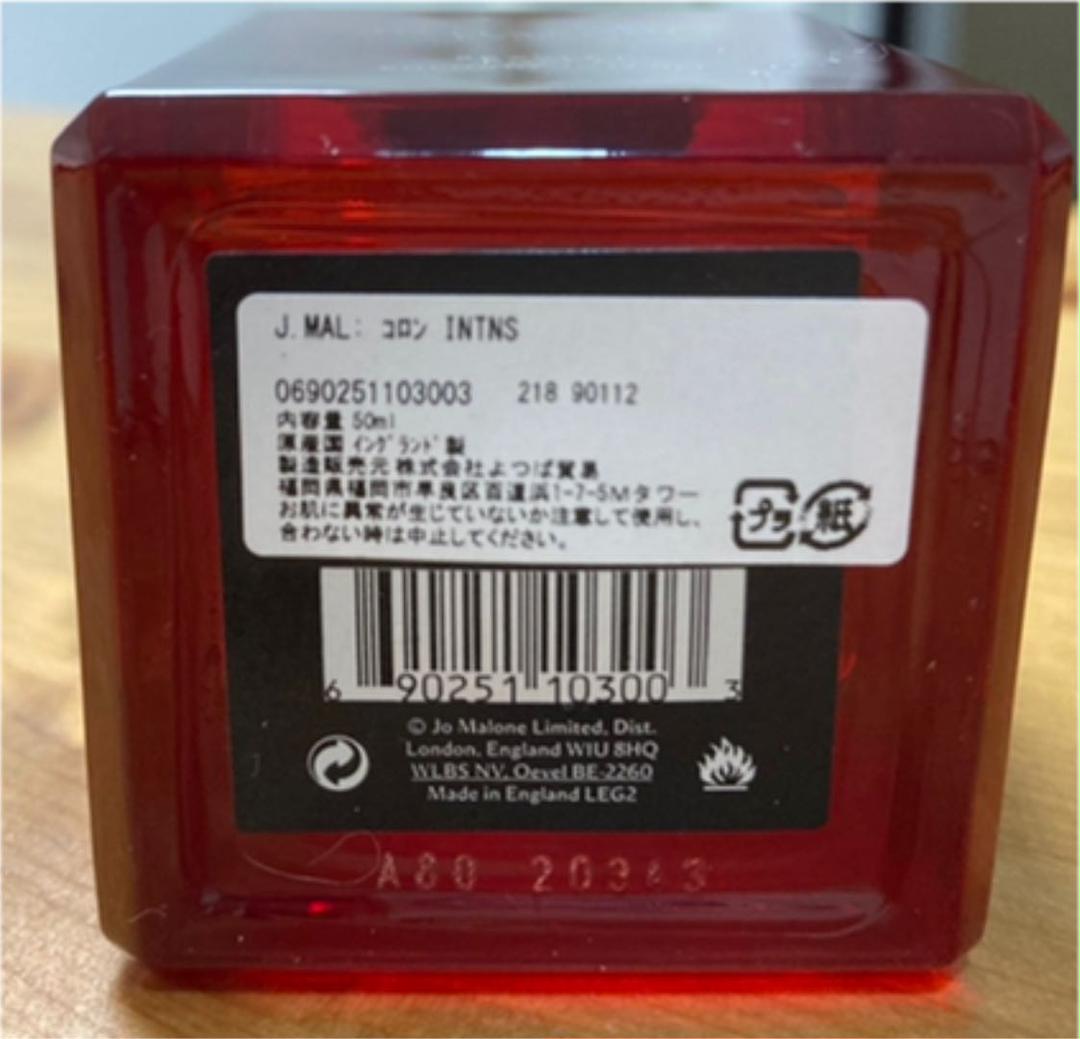 J. MAL: コロン INTNS
0690251103003 218 90112
内容量 50ml
原産国 イングランド製
製造販売元 株式会社よつば貿易
福岡県福岡市早良区百道浜1-7-5Mタワー
お肌に異常が生じていないか注意して使用し、
合わない時は中止してください。
プラ 紙
6 90251 10300 3
© Jo Malone Limited, Dist.
London, England W1U 8HQ
WLBS NV, Oevel BE-2260
Made in England LEG2
A80